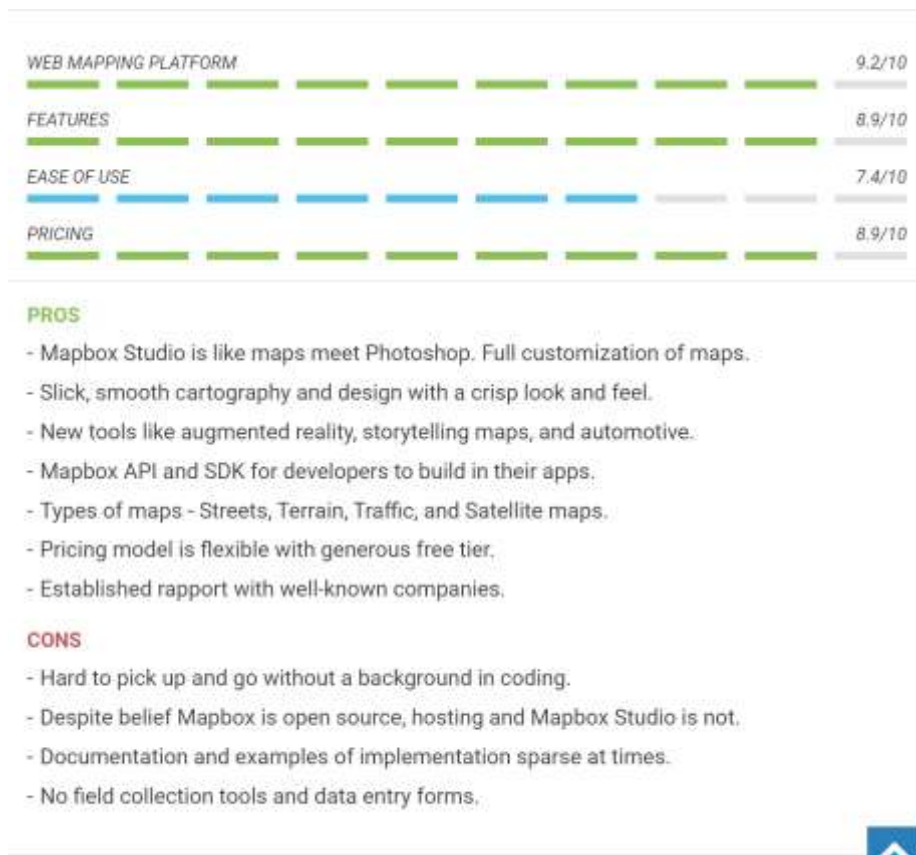 WEB MAPPING PLATFORM 9.2/10
FEATURES 8.9/10
EASE OF USE 7.4/10
PRICING 8.9/10
PROS
- Mapbox Studio is like maps meet Photoshop. Full customization of maps.
- Slick, smooth cartography and design with a crisp look and feel.
- New tools like augmented reality, storytelling maps, and automotive.
- Mapbox API and SDK for developers to build in their apps.
- Types of maps - Streets, Terrain, Traffic, and Satellite maps.
- Pricing model is flexible with generous free tier.
- Established rapport with well-known companies.
CONS
- Hard to pick up and go without a background in coding.
- Despite belief Mapbox is open source, hosting and Mapbox Studio is not.
- Documentation and examples of implementation sparse at times.
- No field collection tools and data entry forms.